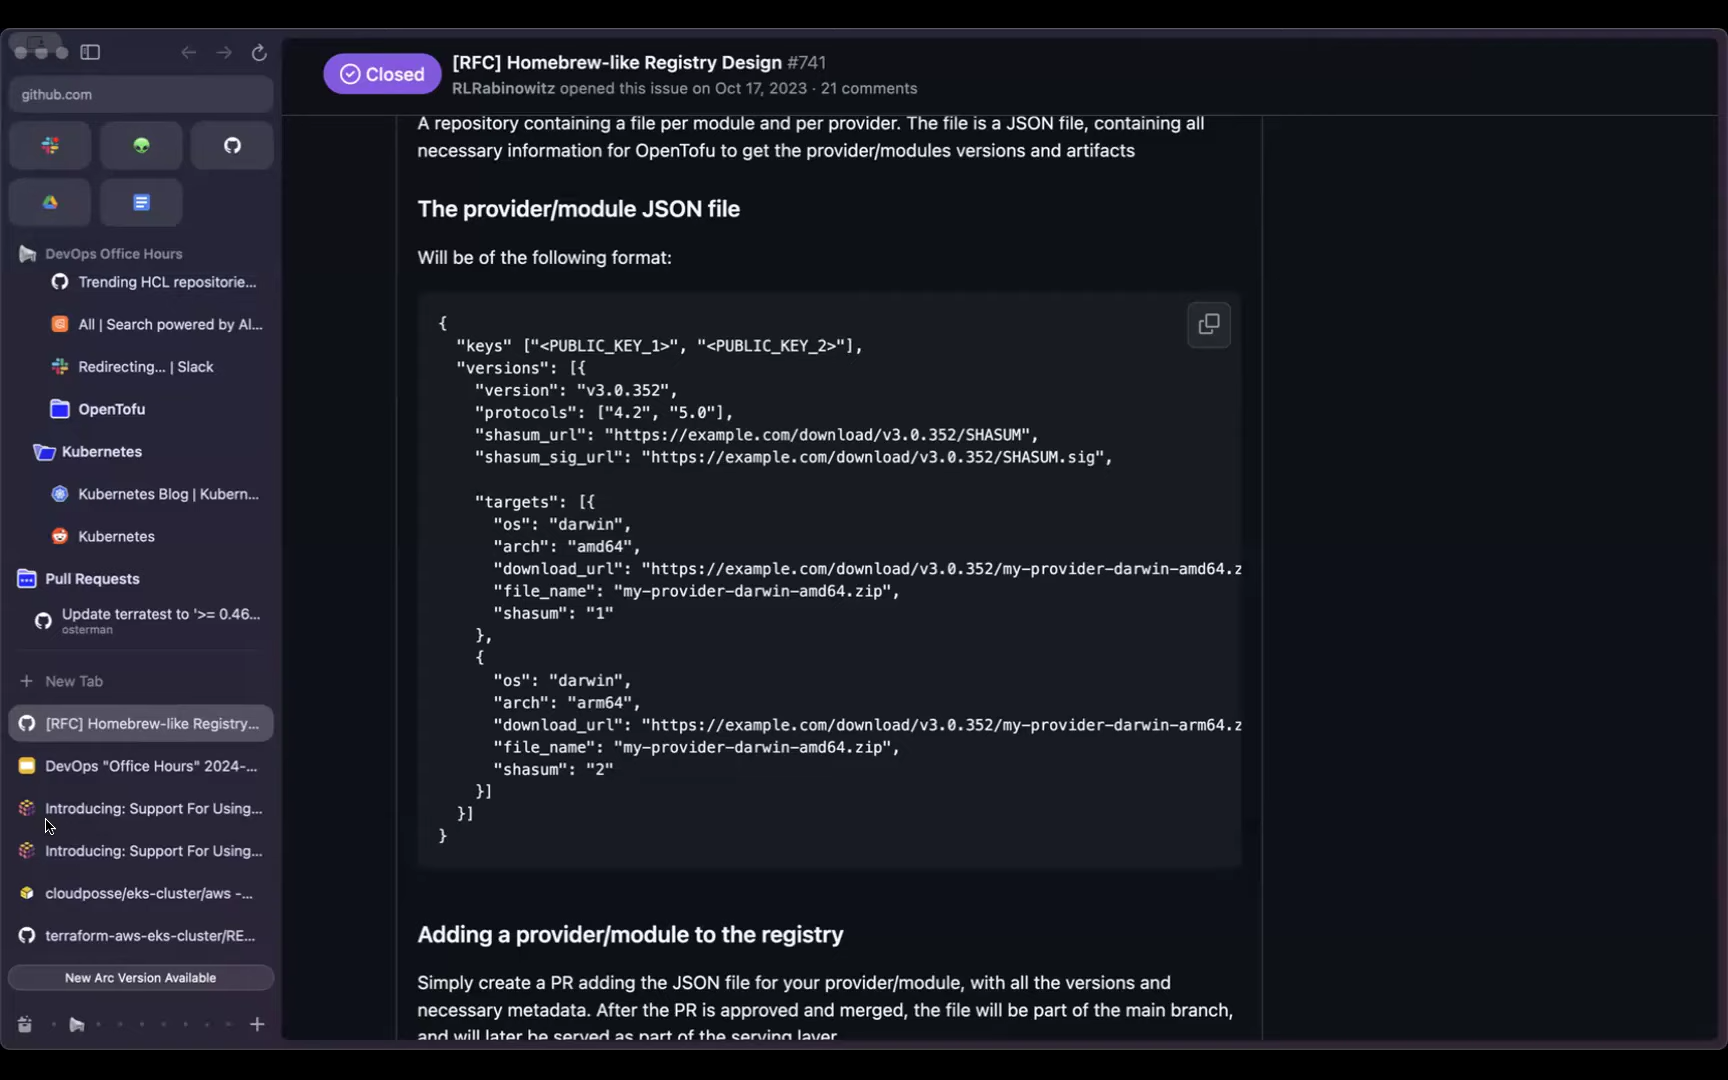 github.com
DevOps Office Hours
Trending HCL repositorie...
All | Search powered by Al...
Redirecting... | Slack
OpenTofu
Kubernetes
Kubernetes Blog | Kubern...
Kubernetes
Pull Requests
Update terratest to '>= 0.46...
osterman
+ New Tab
[RFC] Homebrew-like Registry...
DevOps "Office Hours" 2024-...
Introducing: Support For Using...
Introducing: Support For Using...
cloudposse/eks-cluster/aws -...
terraform-aws-eks-cluster/RE...
New Arc Version Available
Closed
[RFC] Homebrew-like Registry Design #741
RLRabinowitz opened this issue on Oct 17, 2023 · 21 comments
A repository containing a file per module and per provider. The file is a JSON file, containing all
necessary information for OpenTofu to get the provider/modules versions and artifacts
The provider/module JSON file
Will be of the following format:
{
"keys" ["<PUBLIC_KEY_1>", "<PUBLIC_KEY_2>"],
"versions": [{
"version": "v3.0.352",
"protocols": ["4.2", "5.0"],
"shasum_url": "https://example.com/download/v3.0.352/SHASUM",
"shasum_sig_url": "https://example.com/download/v3.0.352/SHASUM.sig",
"targets": [{
"os": "darwin",
"arch": "amd64",
"download_url": "https://example.com/download/v3.0.352/my-provider-darwin-amd64.z
"file_name": "my-provider-darwin-amd64.zip",
"shasum": "1"
},
{
"os": "darwin",
"arch": "arm64",
"download_url": "https://example.com/download/v3.0.352/my-provider-darwin-arm64.z
"file_name": "my-provider-darwin-amd64.zip",
"shasum": "2"
}]
}]
}
Adding a provider/module to the registry
Simply create a PR adding the JSON file for your provider/module, with all the versions and
necessary metadata. After the PR is approved and merged, the file will be part of the main branch,
and will later be served as part of the serving layer